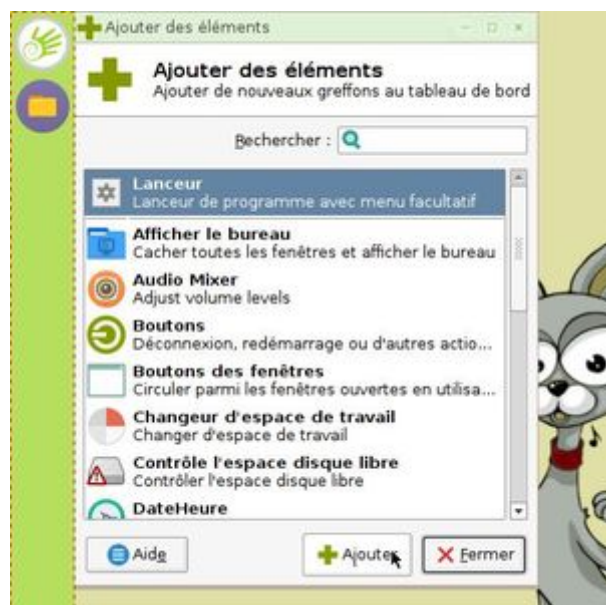 Ajouter des éléments
Ajouter des éléments
Ajouter de nouveaux greffons au tableau de bord
Rechercher :
Lanceur
Lanceur de programme avec menu facultatif
Afficher le bureau
Cacher toutes les fenêtres et afficher le bureau
Audio Mixer
Adjust volume levels
Boutons
Déconnexion, redémarrage ou d'autres actio...
Boutons des fenêtres
Circuler parmi les fenêtres ouvertes en utilisa...
Changeur d'espace de travail
Changer d'espace de travail
Contrôle l'espace disque libre
Contrôler l'espace disque libre
DateHeure
Aide Ajouter Fermer